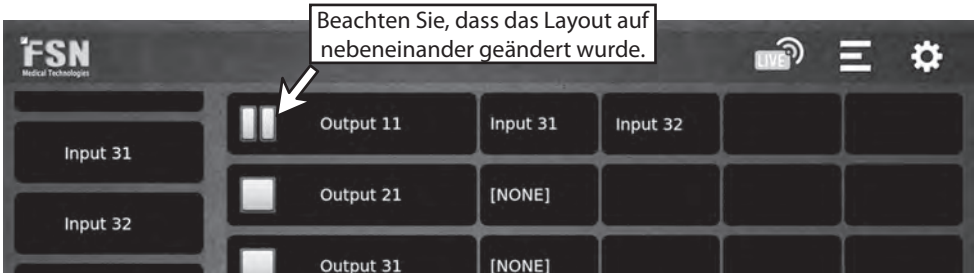 Beachten Sie, dass das Layout auf
nebeneinander geändert wurde.
FSN
Medical Technologies
LIVE
Output 11 Input 31 Input 32
Input 31
Output 21 [NONE]
Input 32
Output 31 [NONE]